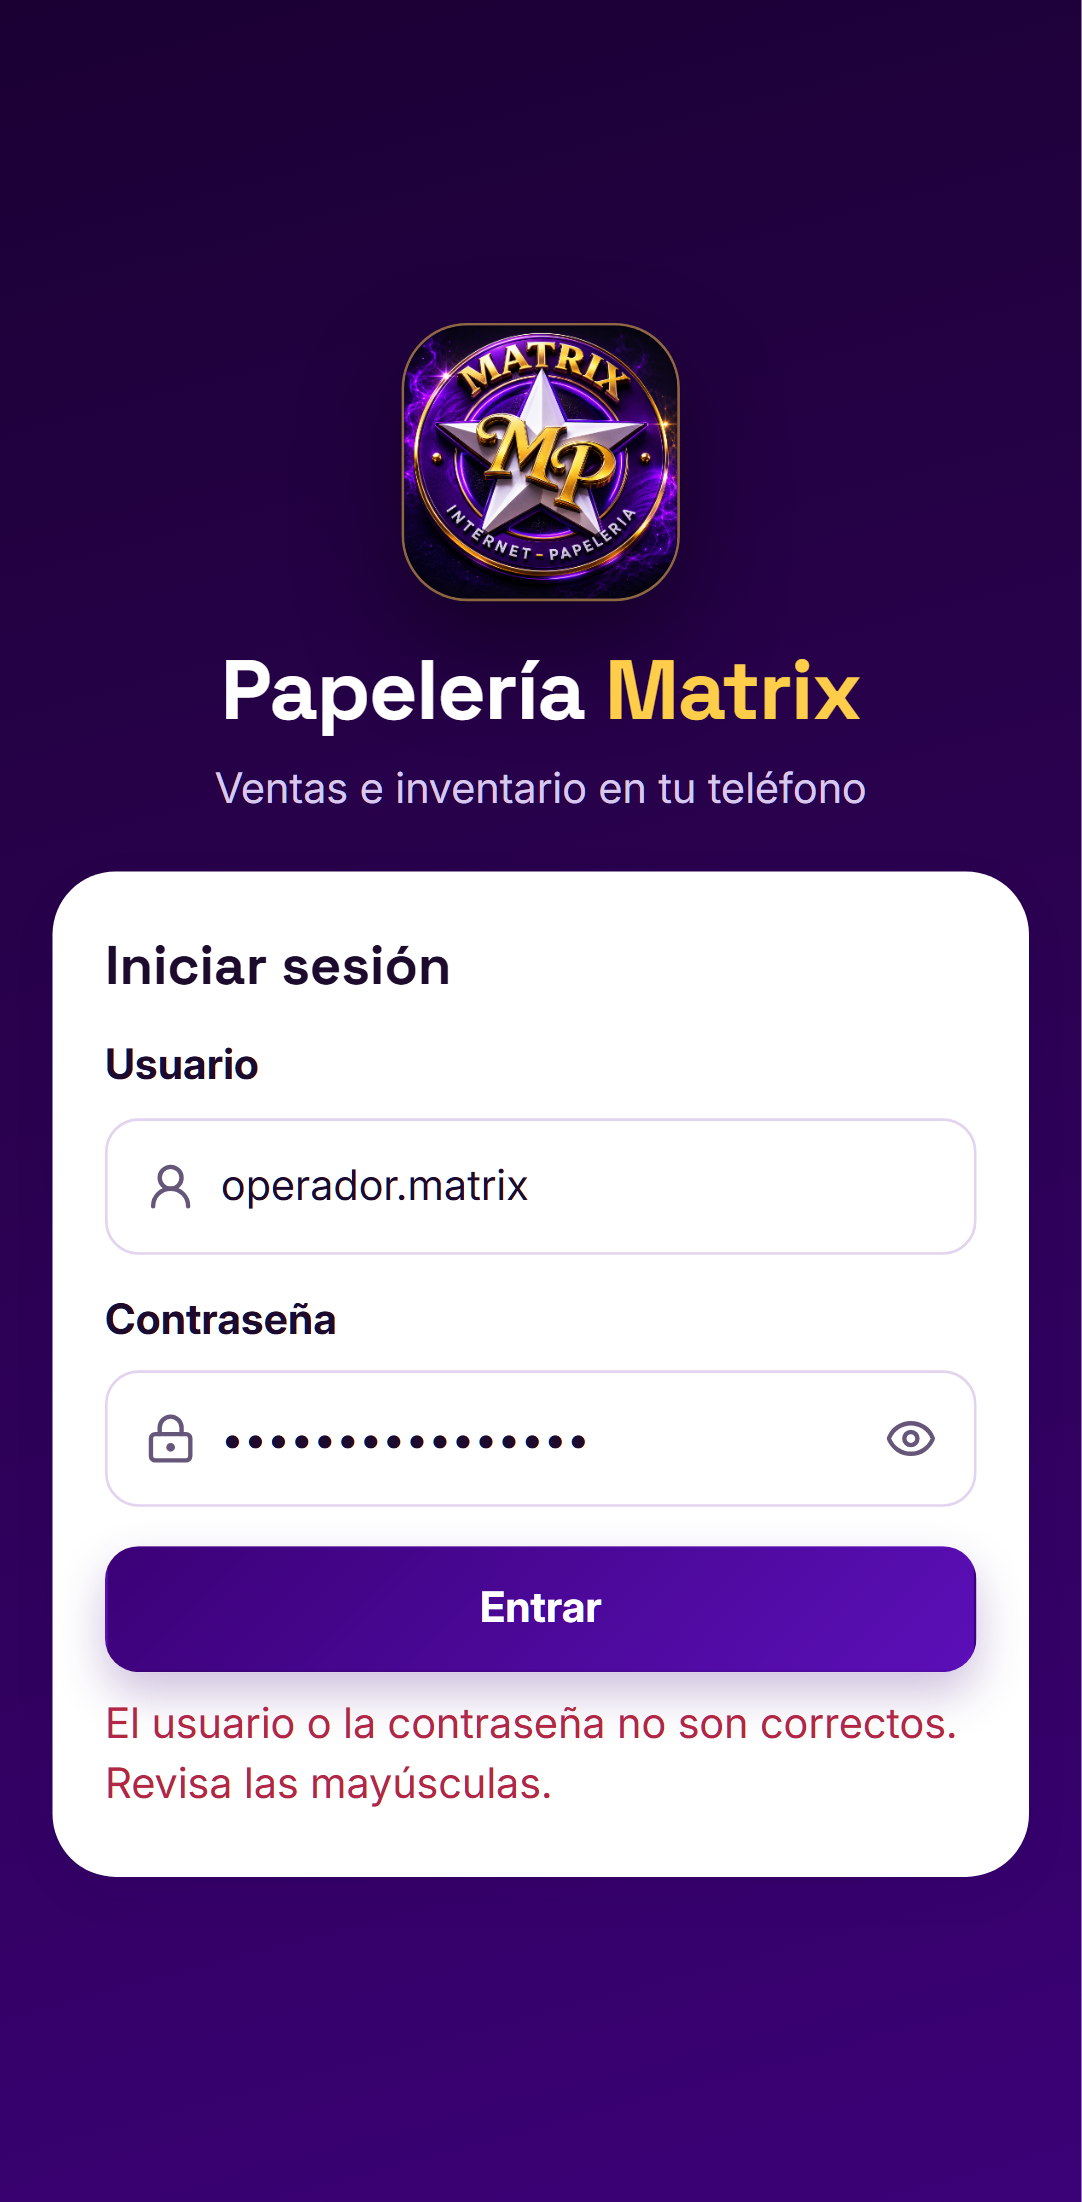 MATRIX
MP
INTERNET - PAPELERIA
Papelería Matrix
Ventas e inventario en tu teléfono
Iniciar sesión
Usuario
operador.matrix
Contraseña
••••••••••••••••
Entrar
El usuario o la contraseña no son correctos.
Revisa las mayúsculas.